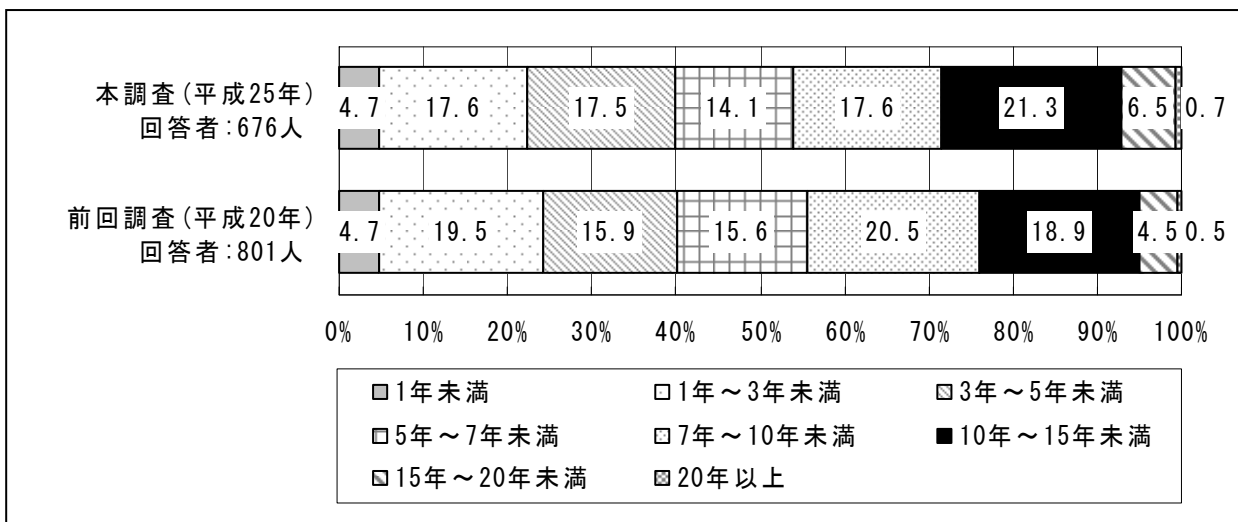 本調査(平成25年)
回答者:676人
4.7 17.6 17.5 14.1 17.6 21.3 6.5 0.7
前回調査(平成20年)
回答者:801人
4.7 19.5 15.9 15.6 20.5 18.9 4.5 0.5
0% 10% 20% 30% 40% 50% 60% 70% 80% 90% 100%
1年未満 1年～3年未満 3年～5年未満
5年～7年未満 7年～10年未満 10年～15年未満
15年～20年未満 20年以上